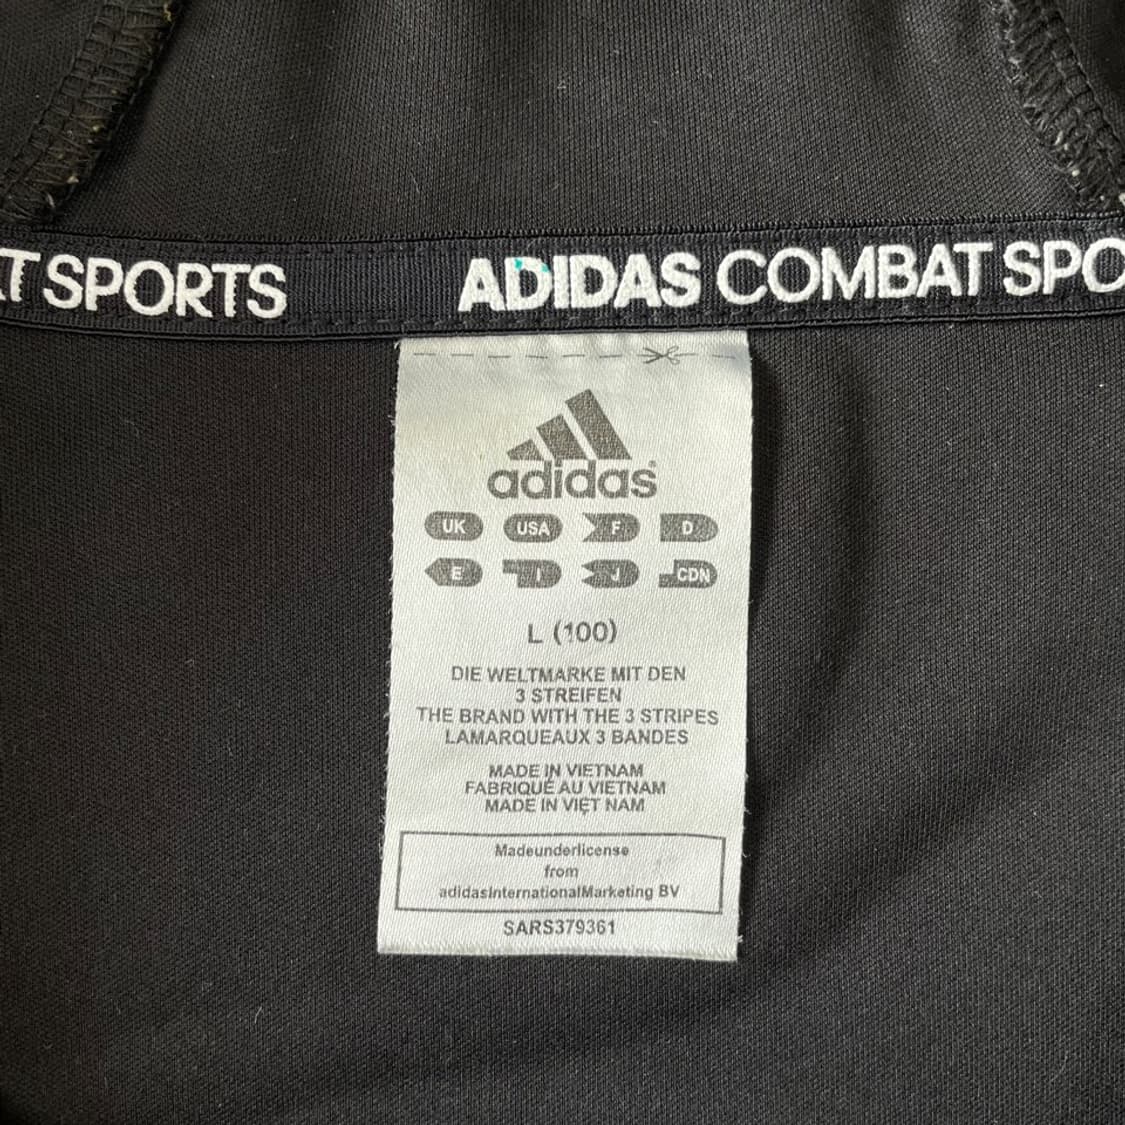 T SPORTS ADIDAS COMBAT SPO
adidas®
UK USA F D
E I J CDN
L (100)
DIE WELTMARKE MIT DEN
3 STREIFEN
THE BRAND WITH THE 3 STRIPES
LAMARQUEAUX 3 BANDES
MADE IN VIETNAM
FABRIQUÉ AU VIETNAM
MADE IN VIỆT NAM
Madeunderlicense
from
adidasInternationalMarketing BV
SARS379361